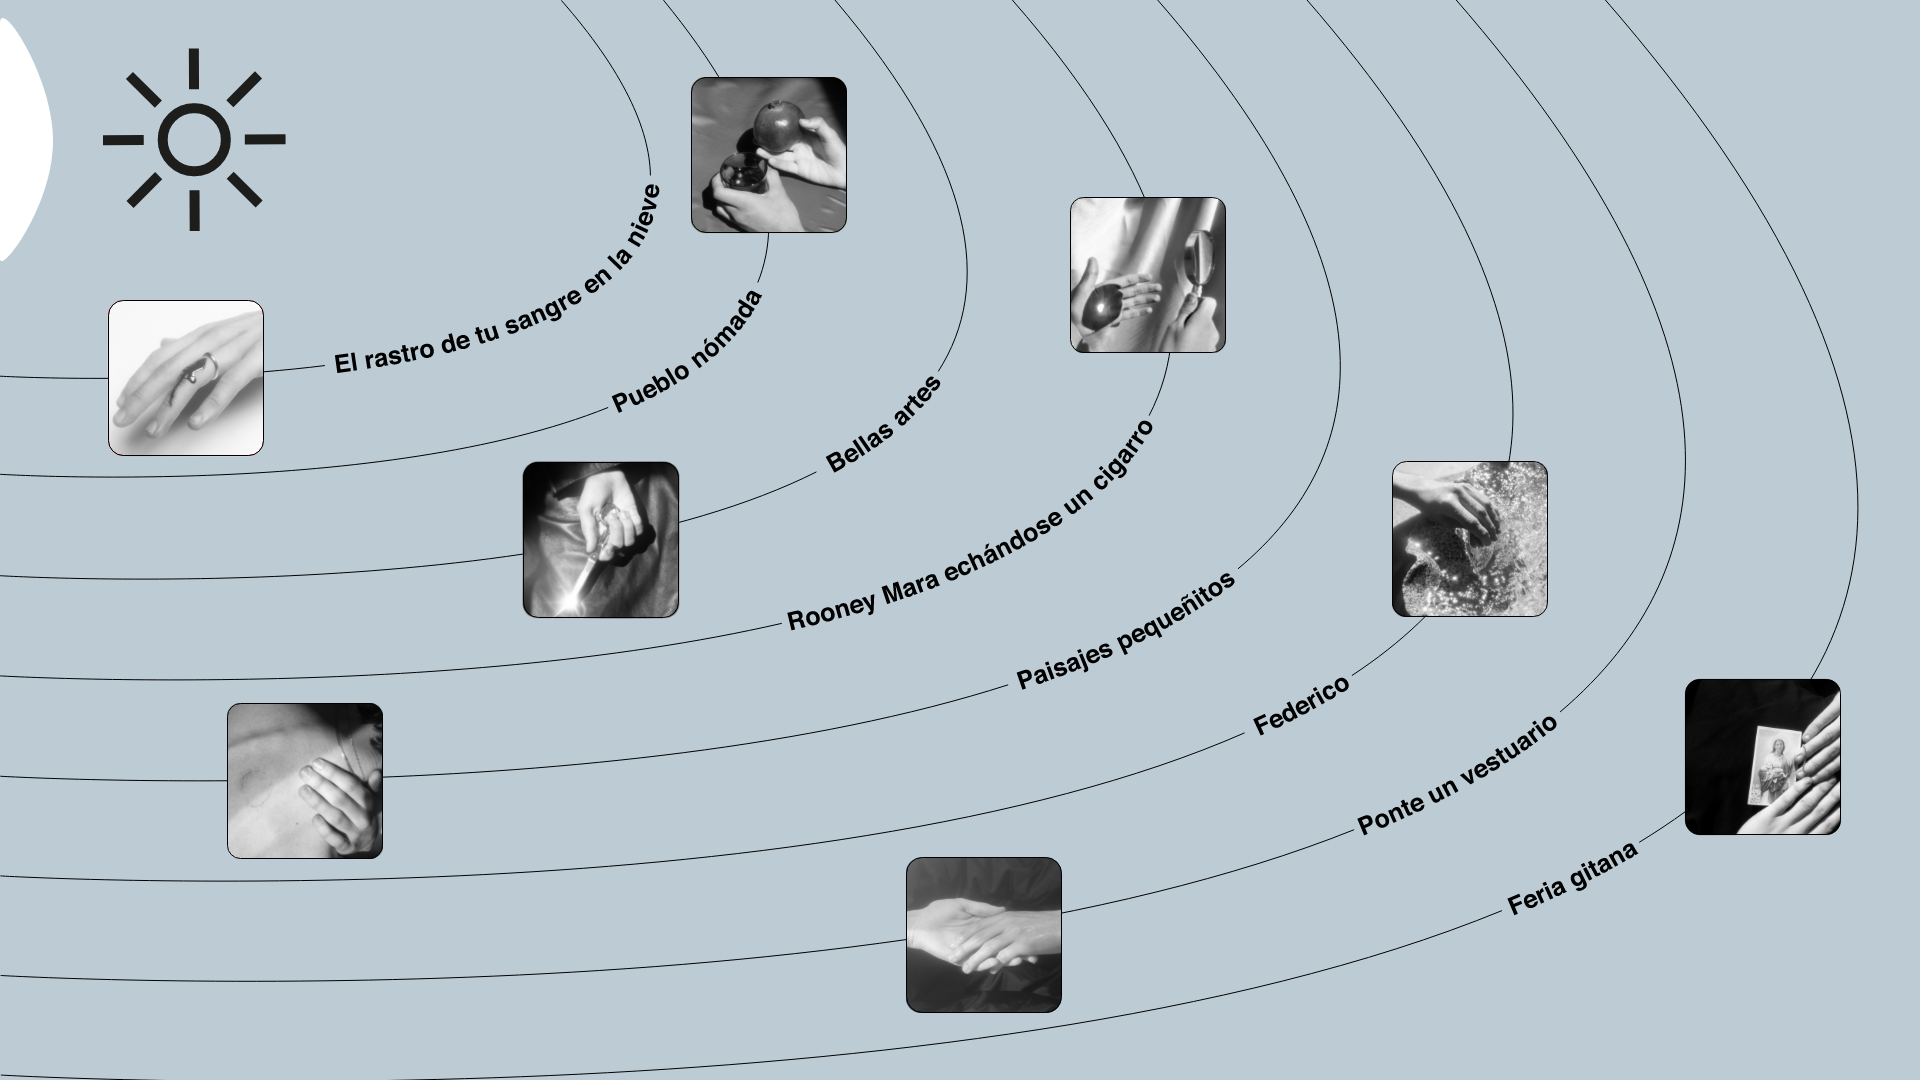 El rastro de tu sangre en la nieve
Pueblo nómada
Bellas artes
Rooney Mara echándose un cigarro
Paisajes pequeñitos
Federico
Ponte un vestuario
Feria gitana